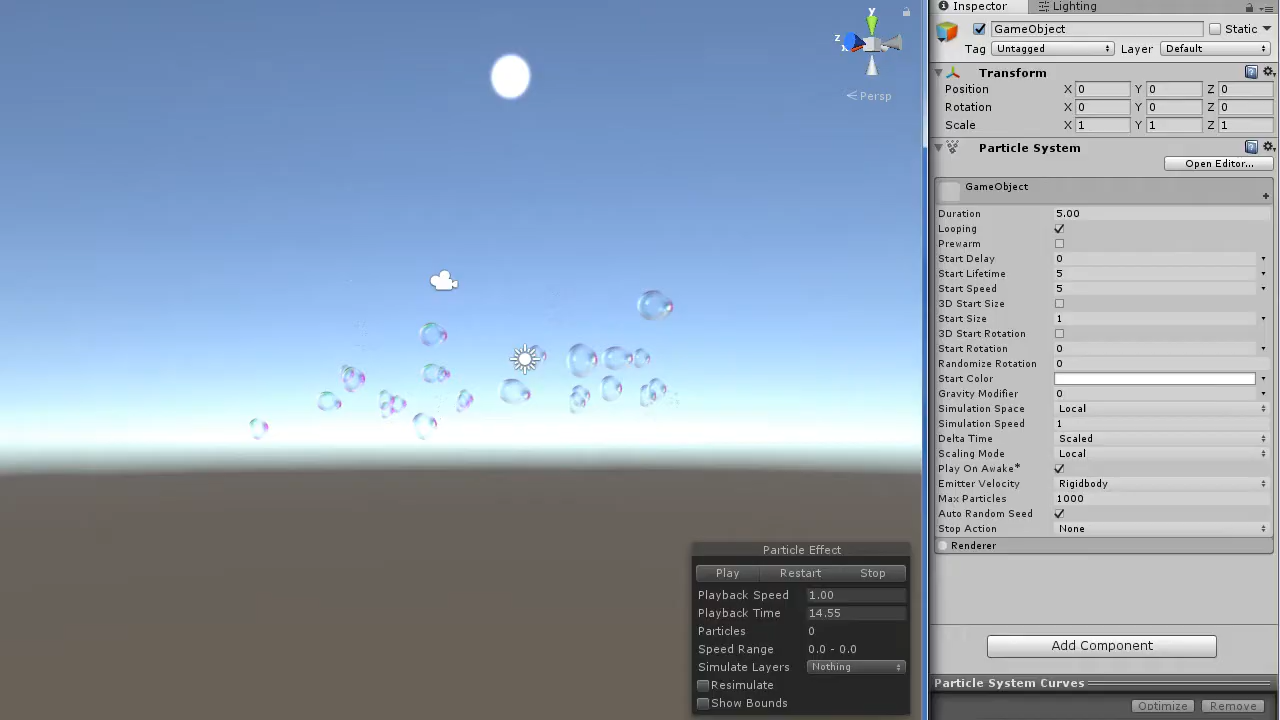 Inspector Lighting
GameObject Static
Tag Untagged Layer Default
Transform
Position X 0 Y 0 Z 0
Rotation X 0 Y 0 Z 0
Scale X 1 Y 1 Z 1
Particle System
Open Editor...
GameObject
Duration 5.00
Looping
Prewarm
Start Delay 0
Start Lifetime 5
Start Speed 5
3D Start Size
Start Size 1
3D Start Rotation
Start Rotation 0
Randomize Rotation 0
Start Color
Gravity Modifier 0
Simulation Space Local
Simulation Speed 1
Delta Time Scaled
Scaling Mode Local
Play On Awake*
Emitter Velocity Rigidbody
Max Particles 1000
Auto Random Seed
Stop Action None
Renderer
Add Component
Particle System Curves
Optimize Remove
y
z
x
Persp
Particle Effect
Play Restart Stop
Playback Speed 1.00
Playback Time 14.55
Particles 0
Speed Range 0.0 - 0.0
Simulate Layers Nothing
Resimulate
Show Bounds